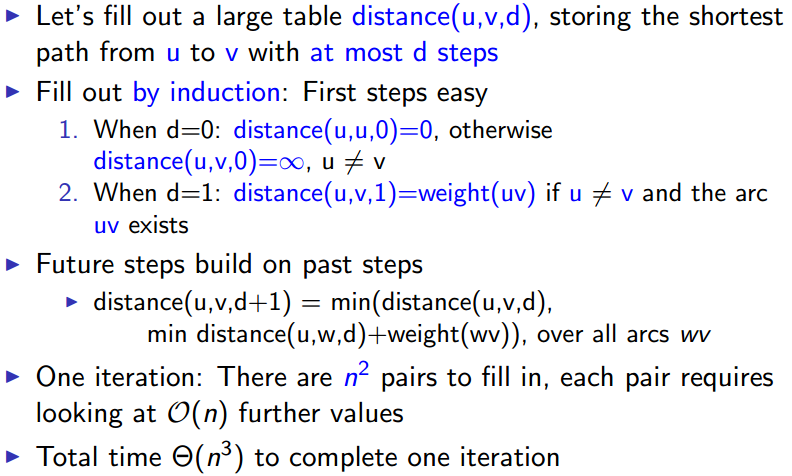 ▶ Let's fill out a large table distance(u,v,d), storing the shortest
path from u to v with at most d steps
▶ Fill out by induction: First steps easy
1. When d=0: distance(u,u,0)=0, otherwise
distance(u,v,0)=∞, u ≠ v
2. When d=1: distance(u,v,1)=weight(uv) if u ≠ v and the arc
uv exists
▶ Future steps build on past steps
▶ distance(u,v,d+1) = min(distance(u,v,d),
min distance(u,w,d)+weight(wv)), over all arcs wv
▶ One iteration: There are n² pairs to fill in, each pair requires
looking at O(n) further values
▶ Total time Θ(n³) to complete one iteration